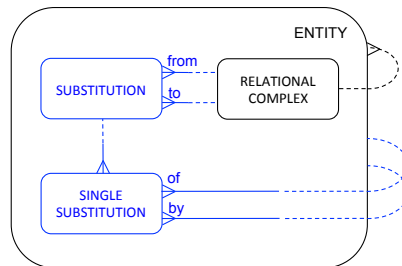 ENTITY
from
SUBSTITUTION
to
RELATIONAL
COMPLEX
of
SINGLE
SUBSTITUTION
by